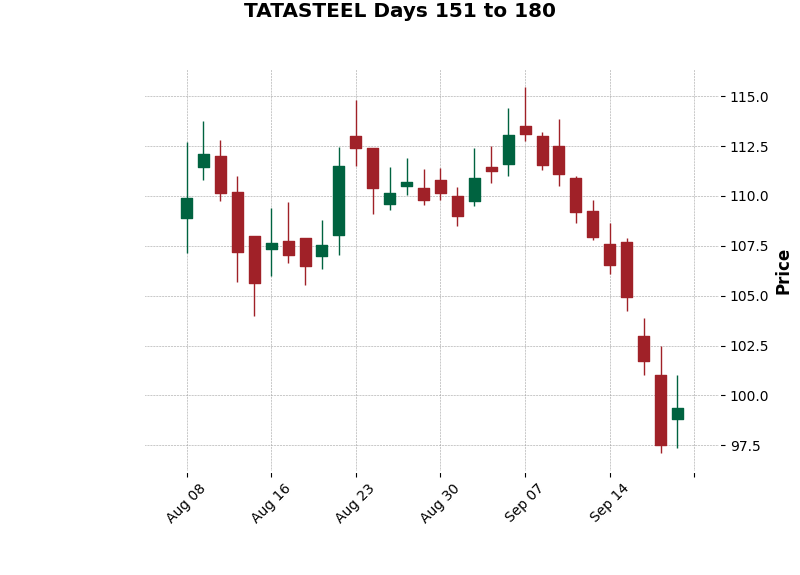 TATASTEEL Days 151 to 180
115.0
112.5
110.0
107.5
105.0
102.5
100.0
97.5
Price
Aug 08
Aug 16
Aug 23
Aug 30
Sep 07
Sep 14